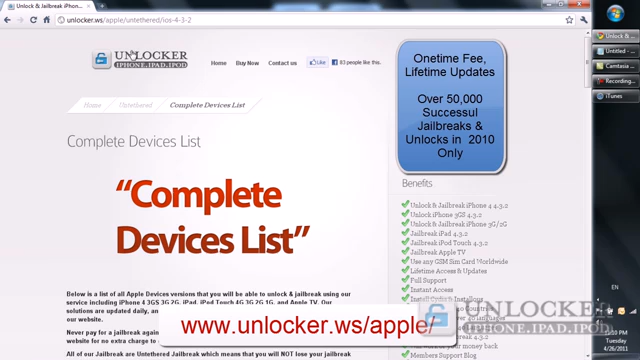 Unlock & Jailbreak iPhon...
unlocker.ws/apple/untethered/ios-4-3-2
UNLOCKER
IPHONE.IPAD.IPOD
Home
Buy Now
Contact us
Like
83 people like this.
Home
Untethered
Complete Devices List
Complete Devices List
“Complete
Devices List”
Below is a list of all Apple Devices versions that you will be able to unlock & jailbreak using our
service including iPhone 4 3GS 3G 2G, iPad, iPod Touch 4G 3G 2G 1G, and Apple TV. Our
solutions are updated daily, an
our website.
Never pay for a jailbreak again
website for no extra charge to
All of our Jailbreak are Untethered Jailbreak which means that you will NOT lose your jailbreak
Onetime Fee,
Lifetime Updates
Over 50,000
Successul
Jailbreaks &
Unlocks in 2010
Only
Benefits
Unlock & Jailbreak iPhone 4 4.3.2
Unlock iPhone 3GS 4.3.2
Unlock & Jailbreak iPhone 3G/2G
Jailbreak iPad 4.3.2
Jailbreak iPod Touch 4.3.2
Jailbreak Apple TV
Use any GSM Sim Card Worldwide
Lifetime Access & Updates
Full Support
Instant Access
Members Support Blog
www.unlocker.ws/apple/
UNLOCKER
IPHONE.IPAD.IPOD
Unlock &
Untitled -
Camtasia
Recording...
iTunes
EN
Tuesday
4/26/2011